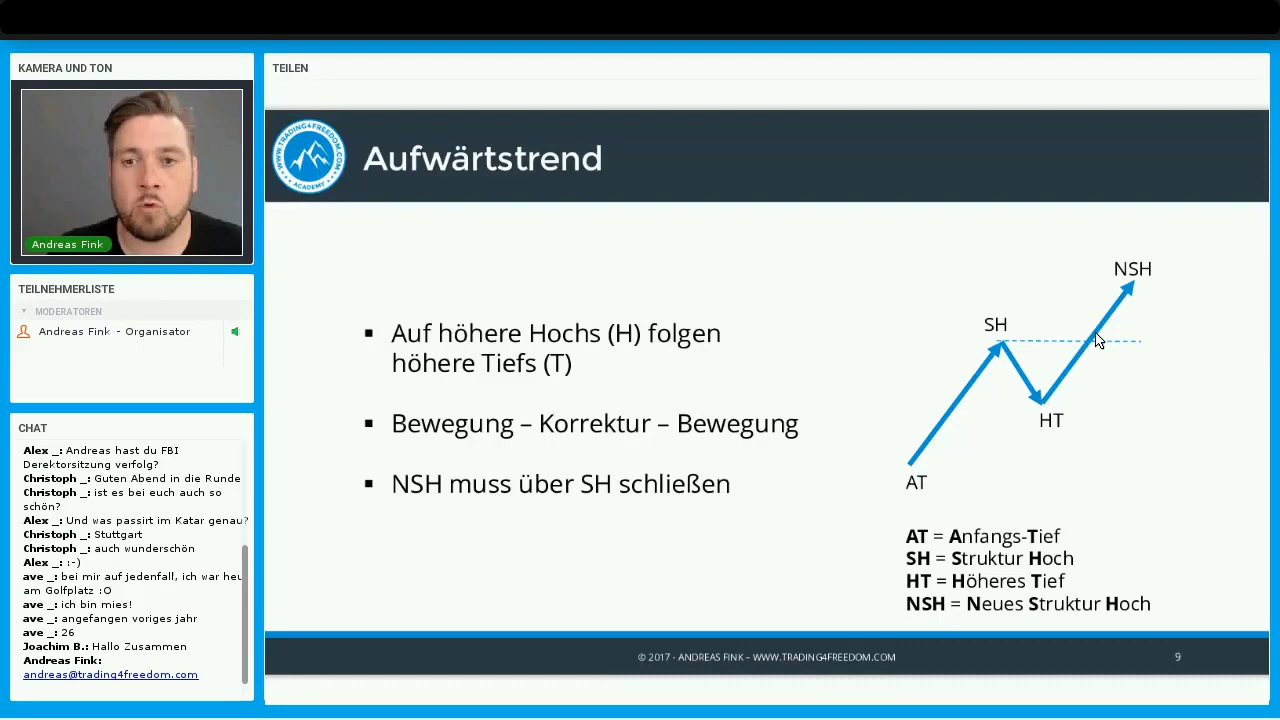 KAMERA UND TON
Andreas Fink
TEILNEHMERLISTE
MODERATOREN
Andreas Fink - Organisator
CHAT
Alex _: Andreas hast du FBI
Derektorsitzung verfolg?
Christoph _: Guten Abend in die Runde
Christoph _: ist es bei euch auch so
schön?
Alex _: Und was passirt im Katar genau?
Christoph _: Stuttgart
Christoph _: auch wunderschön
Alex _: :-)
ave _: bei mir auf jedenfall, ich war heu
am Golfplatz :O
ave _: ich bin mies!
ave _: angefangen voriges jahr
ave _: 26
Joachim B.: Hallo Zusammen
Andreas Fink:
andreas@trading4freedom.com
TEILEN
WWW.TRADING4FREEDOM.COM
ACADEMY
Aufwärtstrend
▪ Auf höhere Hochs (H) folgen
höhere Tiefs (T)
▪ Bewegung – Korrektur – Bewegung
▪ NSH muss über SH schließen
NSH
SH
HT
AT
AT = Anfangs-Tief
SH = Struktur Hoch
HT = Höheres Tief
NSH = Neues Struktur Hoch
© 2017 - ANDREAS FINK – WWW.TRADING4FREEDOM.COM
9